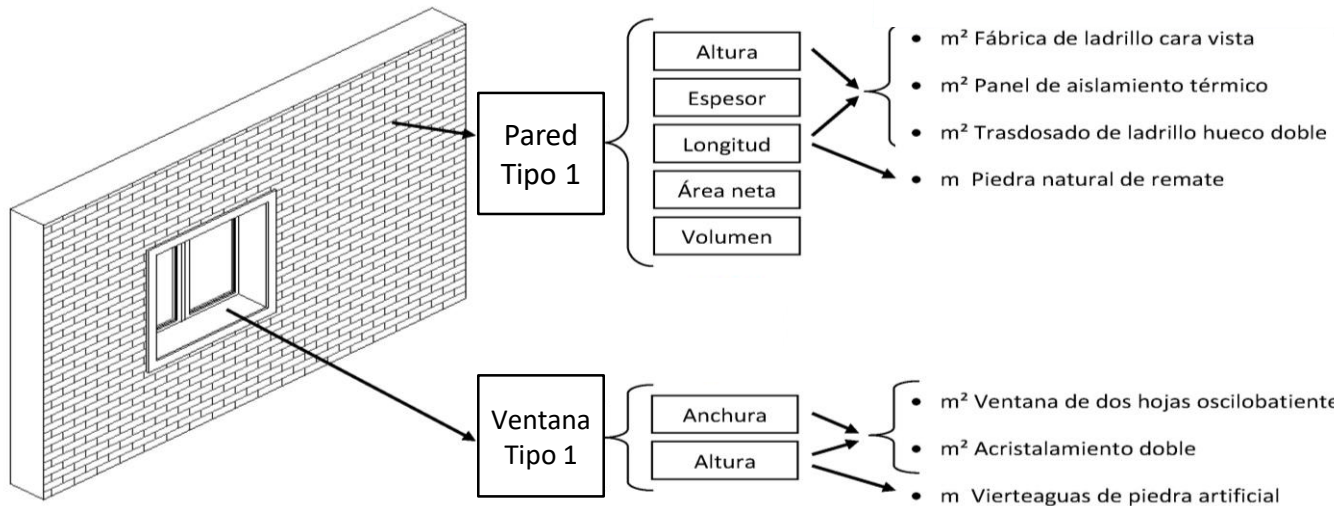 Pared
Tipo 1
Altura
Espesor
Longitud
Área neta
Volumen
• m² Fábrica de ladrillo cara vista
• m² Panel de aislamiento térmico
• m² Trasdosado de ladrillo hueco doble
• m Piedra natural de remate
Ventana
Tipo 1
Anchura
Altura
• m² Ventana de dos hojas oscilobatiente
• m² Acristalamiento doble
• m Vierteaguas de piedra artificial